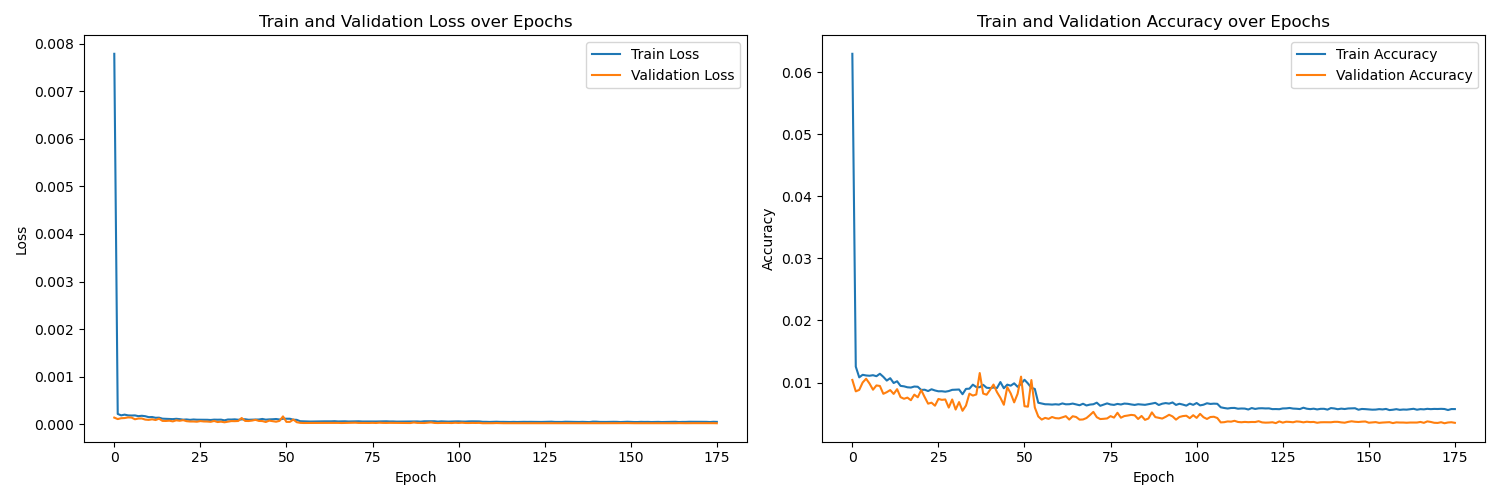 Train and Validation Loss over Epochs
0.008
0.007
0.006
0.005
0.004
0.003
0.002
0.001
0.000
Loss
0 25 50 75 100 125 150 175
Epoch
Train Loss
Validation Loss
Train and Validation Accuracy over Epochs
0.06
0.05
0.04
0.03
0.02
0.01
Accuracy
0 25 50 75 100 125 150 175
Epoch
Train Accuracy
Validation Accuracy